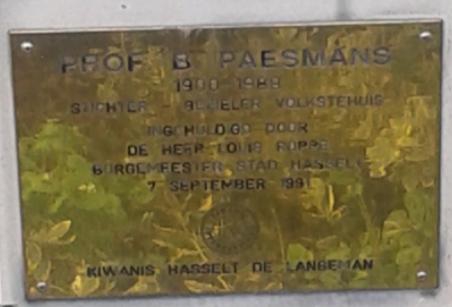 PROF B. PAESMANS
1900-1989
STICHTER - BEZIELER VOLKSTEHUIS
INGEHULDIGD DOOR
DE HEER LOUIS ROPPE
BURGEMEESTER STAD HASSELT
7 SEPTEMBER 1991
KIWANIS HASSELT DE LANGEMAN